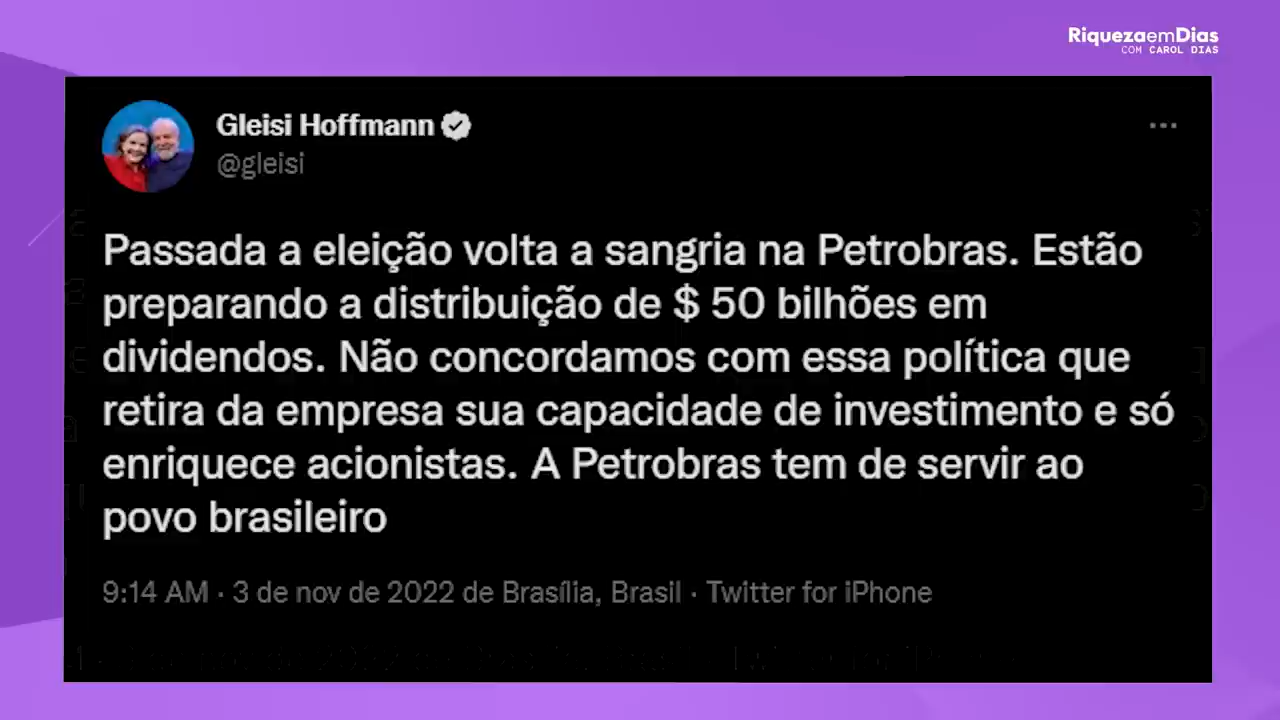 RiquezaemDias
COM CAROL DIAS
Gleisi Hoffmann
@gleisi
Passada a eleição volta a sangria na Petrobras. Estão
preparando a distribuição de $ 50 bilhões em
dividendos. Não concordamos com essa política que
retira da empresa sua capacidade de investimento e só
enriquece acionistas. A Petrobras tem de servir ao
povo brasileiro
9:14 AM · 3 de nov de 2022 de Brasília, Brasil · Twitter for iPhone